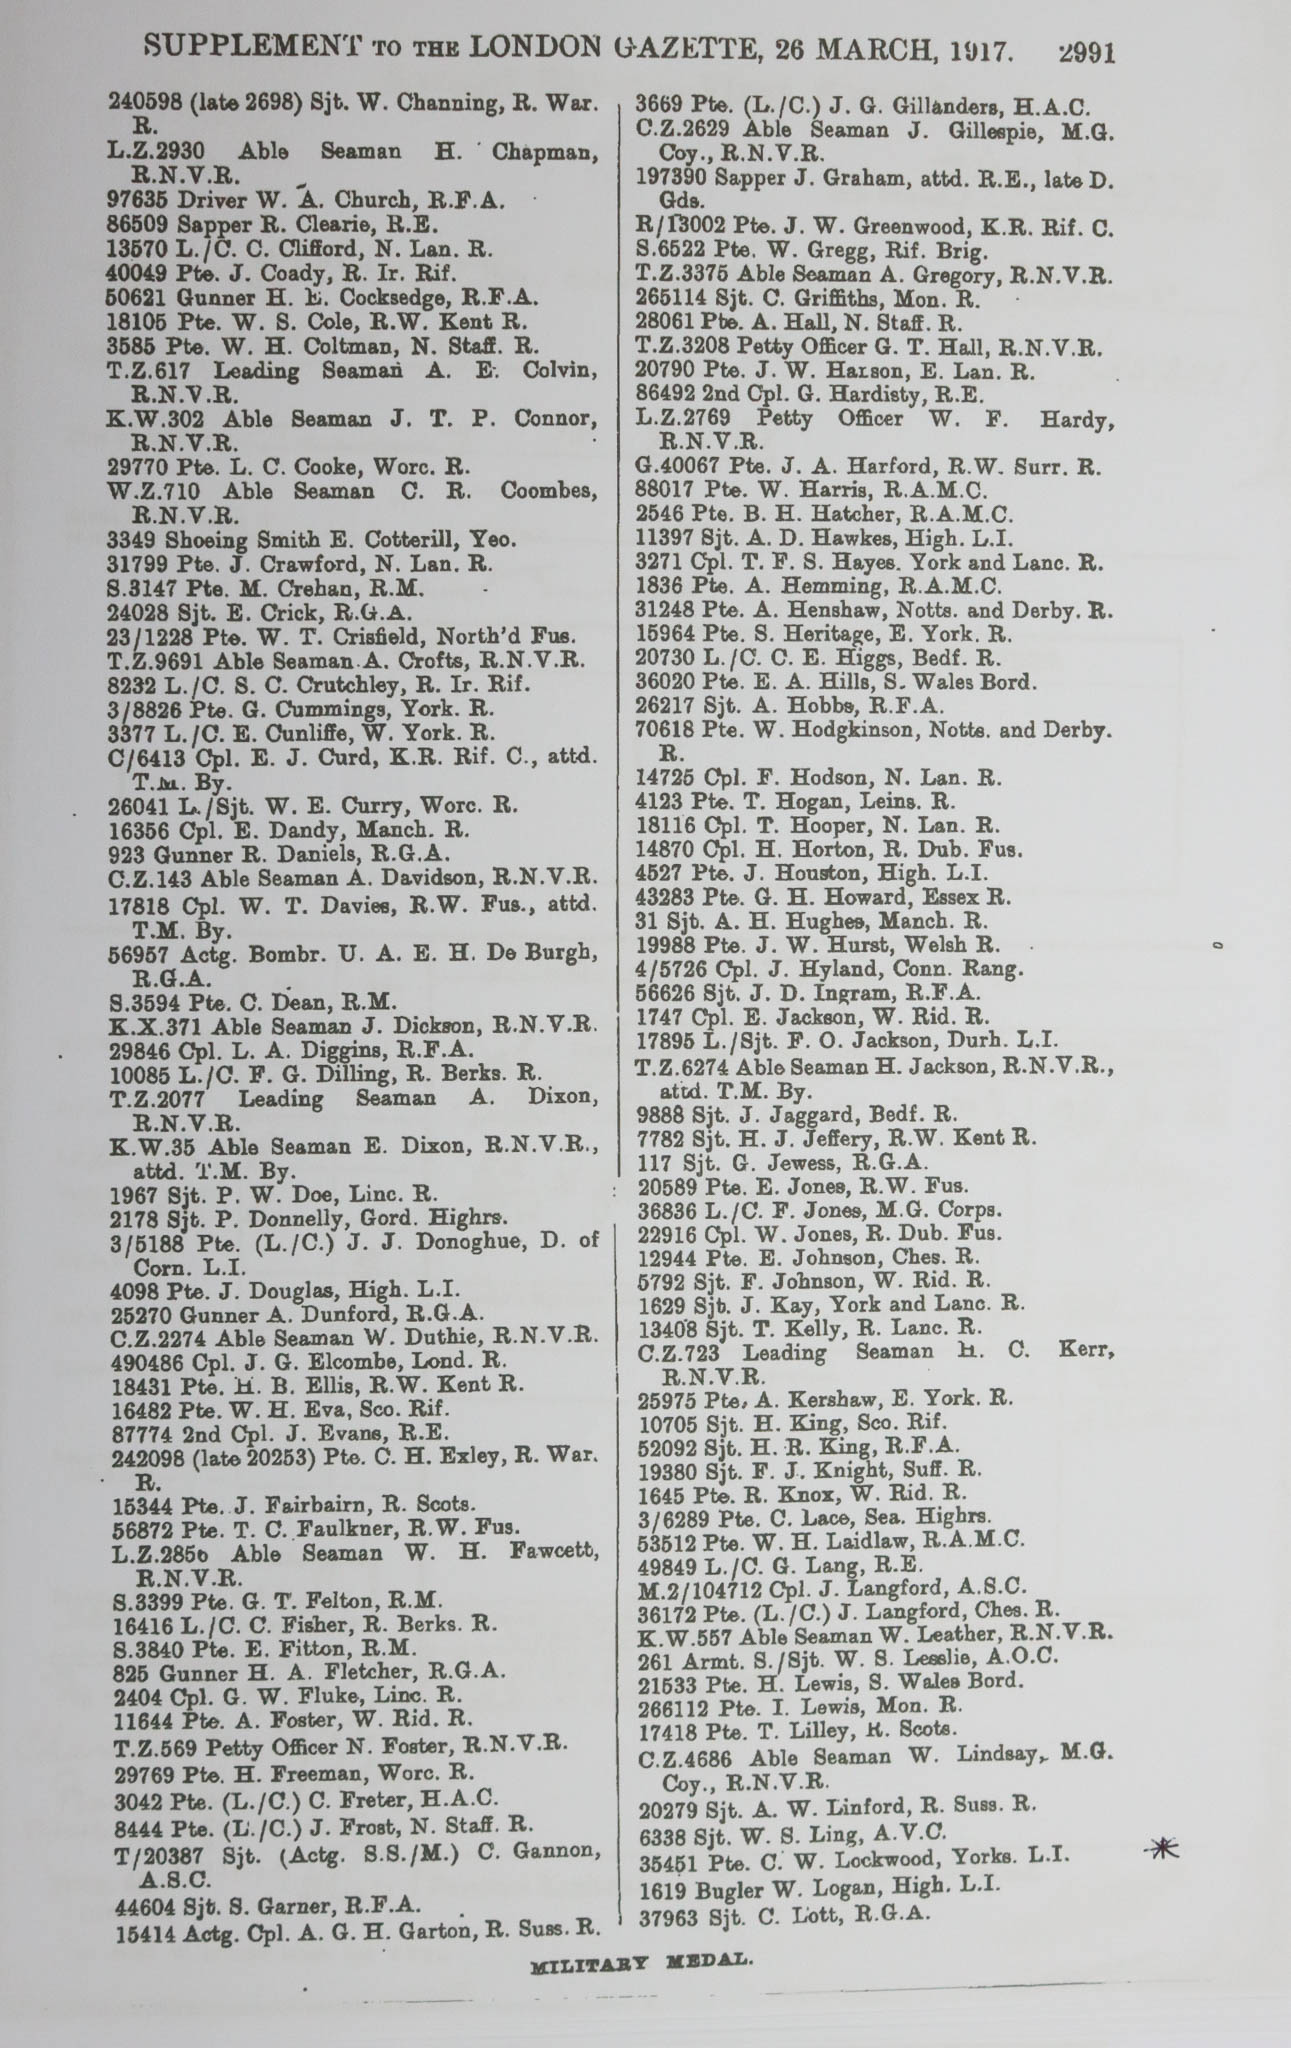 SUPPLEMENT TO THE LONDON GAZETTE, 26 MARCH, 1917. 2991
240598 (late 2698) Sjt. W. Channing, R. War.
R.
L.Z.2930 Able Seaman H. Chapman,
R.N.V.R.
97635 Driver W. A. Church, R.F.A.
86509 Sapper R. Clearie, R.E.
13570 L./C. C. Clifford, N. Lan. R.
40049 Pte. J. Coady, R. Ir. Rif.
50621 Gunner H. E. Cocksedge, R.F.A.
18105 Pte. W. S. Cole, R.W. Kent R.
3585 Pte. W. H. Coltman, N. Staff. R.
T.Z.617 Leading Seaman A. E. Colvin,
R.N.V.R.
K.W.302 Able Seaman J. T. P. Connor,
R.N.V.R.
29770 Pte. L. C. Cooke, Worc. R.
W.Z.710 Able Seaman C. R. Coombes,
R.N.V.R.
3349 Shoeing Smith E. Cotterill, Yeo.
31799 Pte. J. Crawford, N. Lan. R.
S.3147 Pte. M. Crehan, R.M.
24028 Sjt. E. Crick, R.G.A.
23/1228 Pte. W. T. Crisfield, North'd Fus.
T.Z.9691 Able Seaman A. Crofts, R.N.V.R.
8232 L./C. S. C. Crutchley, R. Ir. Rif.
3/8826 Pte. G. Cummings, York. R.
3377 L./C. E. Cunliffe, W. York. R.
C/6413 Cpl. E. J. Curd, K.R. Rif. C., attd.
T.M. By.
26041 L./Sjt. W. E. Curry, Worc. R.
16356 Cpl. E. Dandy, Manch. R.
923 Gunner R. Daniels, R.G.A.
C.Z.143 Able Seaman A. Davidson, R.N.V.R.
17818 Cpl. W. T. Davies, R.W. Fus., attd.
T.M. By.
56957 Actg. Bombr. U. A. E. H. De Burgh,
R.G.A.
S.3594 Pte. C. Dean, R.M.
K.X.371 Able Seaman J. Dickson, R.N.V.R.
29846 Cpl. L. A. Diggins, R.F.A.
10085 L./C. F. G. Dilling, R. Berks. R.
T.Z.2077 Leading Seaman A. Dixon,
R.N.V.R.
K.W.35 Able Seaman E. Dixon, R.N.V.R.,
attd. T.M. By.
1967 Sjt. P. W. Doe, Linc. R.
2178 Sjt. P. Donnelly, Gord. Highrs.
3/5188 Pte. (L./C.) J. J. Donoghue, D. of
Corn. L.I.
4098 Pte. J. Douglas, High. L.I.
25270 Gunner A. Dunford, R.G.A.
C.Z.2274 Able Seaman W. Duthie, R.N.V.R.
490486 Cpl. J. G. Elcombe, Lond. R.
18431 Pte. H. B. Ellis, R.W. Kent R.
16482 Pte. W. H. Eva, Sco. Rif.
87774 2nd Cpl. J. Evans, R.E.
242098 (late 20253) Pte. C. H. Exley, R. War.
R.
15344 Pte. J. Fairbairn, R. Scots.
56872 Pte. T. C. Faulkner, R.W. Fus.
Able Seaman W. H. Fawcett,
R.N.V.R.
S.3399 Pte. G. T. Felton, R.M.
16416 L./C. C. Fisher, R. Berks. R.
S.3840 Pte. E. Fitton, R.M.
825 Gunner H. A. Fletcher, R.G.A.
2404 Cpl. G. W. Fluke, Linc. R.
11644 Pte. A. Foster, W. Rid. R.
T.Z.569 Petty Officer N. Foster, R.N.V.R.
29769 Pte. H. Freeman, Worc. R.
3042 Pte. (L./C.) C. Freter, H.A.C.
8444 Pte. (L./C.) J. Frost, N. Staff. R.
T/20387 Sjt. (Actg. S.S./M.) C. Gannon,
A.S.C.
44604 Sjt. S. Garner, R.F.A.
15414 Actg. Cpl. A. G. H. Garton, R. Suss. R.
3669 Pte. (L./C.) J. G. Gillanders, H.A.C.
C.Z.2629 Able Seaman J. Gillespie, M.G.
Coy., R.N.V.R.
197390 Sapper J. Graham, attd. R.E., late D.
Gds.
R/13002 Pte. J. W. Greenwood, K.R. Rif. C.
S.6522 Pte. W. Gregg, Rif. Brig.
T.Z.3375 Able Seaman A. Gregory, R.N.V.R.
265114 Sjt. C. Griffiths, Mon. R.
28061 Pte. A. Hall, N. Staff. R.
T.Z.3208 Petty Officer G. T. Hall, R.N.V.R.
20790 Pte. J. W. Hanson, E. Lan. R.
86492 2nd Cpl. G. Hardisty, R.E.
L.Z.2769 Petty Officer W. F. Hardy,
R.N.V.R.
G.40067 Pte. J. A. Harford, R.W. Surr. R.
88017 Pte. W. Harris, R.A.M.C.
2546 Pte. B. H. Hatcher, R.A.M.C.
11397 Sjt. A. D. Hawkes, High. L.I.
3271 Cpl. T. F. S. Hayes. York and Lanc. R.
1836 Pte. A. Hemming, R.A.M.C.
31248 Pte. A. Henshaw, Notts. and Derby. R.
15964 Pte. S. Heritage, E. York. R.
20730 L./C. C. E. Higgs, Bedf. R.
36020 Pte. E. A. Hills, S. Wales Bord.
26217 Sjt. A. Hobbs, R.F.A.
70618 Pte. W. Hodgkinson, Notts. and Derby.
R.
14725 Cpl. F. Hodson, N. Lan. R.
4123 Pte. T. Hogan, Leins. R.
18116 Cpl. T. Hooper, N. Lan. R.
14870 Cpl. H. Horton, R. Dub. Fus.
4527 Pte. J. Houston, High. L.I.
43283 Pte. G. H. Howard, Essex R.
31 Sjt. A. H. Hughes, Manch. R.
19988 Pte. J. W. Hurst, Welsh R.
4/5726 Cpl. J. Hyland, Conn. Rang.
56626 Sjt. J. D. Ingram, R.F.A.
1747 Cpl. E. Jackson, W. Rid. R.
17895 L./Sjt. F. O. Jackson, Durh. L.I.
T.Z.6274 Able Seaman H. Jackson, R.N.V.R.,
attd. T.M. By.
9888 Sjt. J. Jaggard, Bedf. R.
7782 Sjt. H. J. Jeffery, R.W. Kent R.
117 Sjt. G. Jewess, R.G.A.
20589 Pte. E. Jones, R.W. Fus.
36836 L./C. F. Jones, M.G. Corps.
22916 Cpl. W. Jones, R. Dub. Fus.
12944 Pte. E. Johnson, Ches. R.
5792 Sjt. F. Johnson, W. Rid. R.
1629 Sjt. J. Kay, York and Lanc. R.
13408 Sjt. T. Kelly, R. Lanc. R.
C.Z.723 Leading Seaman H. C. Kerr,
R.N.V.R.
25975 Pte. A. Kershaw, E. York. R.
10705 Sjt. H. King, Sco. Rif.
52092 Sjt. H. R. King, R.F.A.
19380 Sjt. F. J. Knight, Suff. R.
1645 Pte. R. Knox, W. Rid. R.
3/6289 Pte. C. Lace, Sea. Highrs.
53512 Pte. W. H. Laidlaw, R.A.M.C.
49849 L./C. G. Lang, R.E.
M.2/104712 Cpl. J. Langford, A.S.C.
36172 Pte. (L./C.) J. Langford, Ches. R.
K.W.557 Able Seaman W. Leather, R.N.V.R.
261 Armt. S./Sjt. W. S. Lesslie, A.O.C.
21533 Pte. H. Lewis, S. Wales Bord.
266112 Pte. I. Lewis, Mon. R.
17418 Pte. T. Lilley, R. Scots.
C.Z.4686 Able Seaman W. Lindsay, M.G.
Coy., R.N.V.R.
20279 Sjt. A. W. Linford, R. Suss. R.
6338 Sjt. W. S. Ling, A.V.C.
35451 Pte. C. W. Lockwood, Yorks. L.I.
1619 Bugler W. Logan, High. L.I.
37963 Sjt. C. Lott, R.G.A.
MILITARY MEDAL.